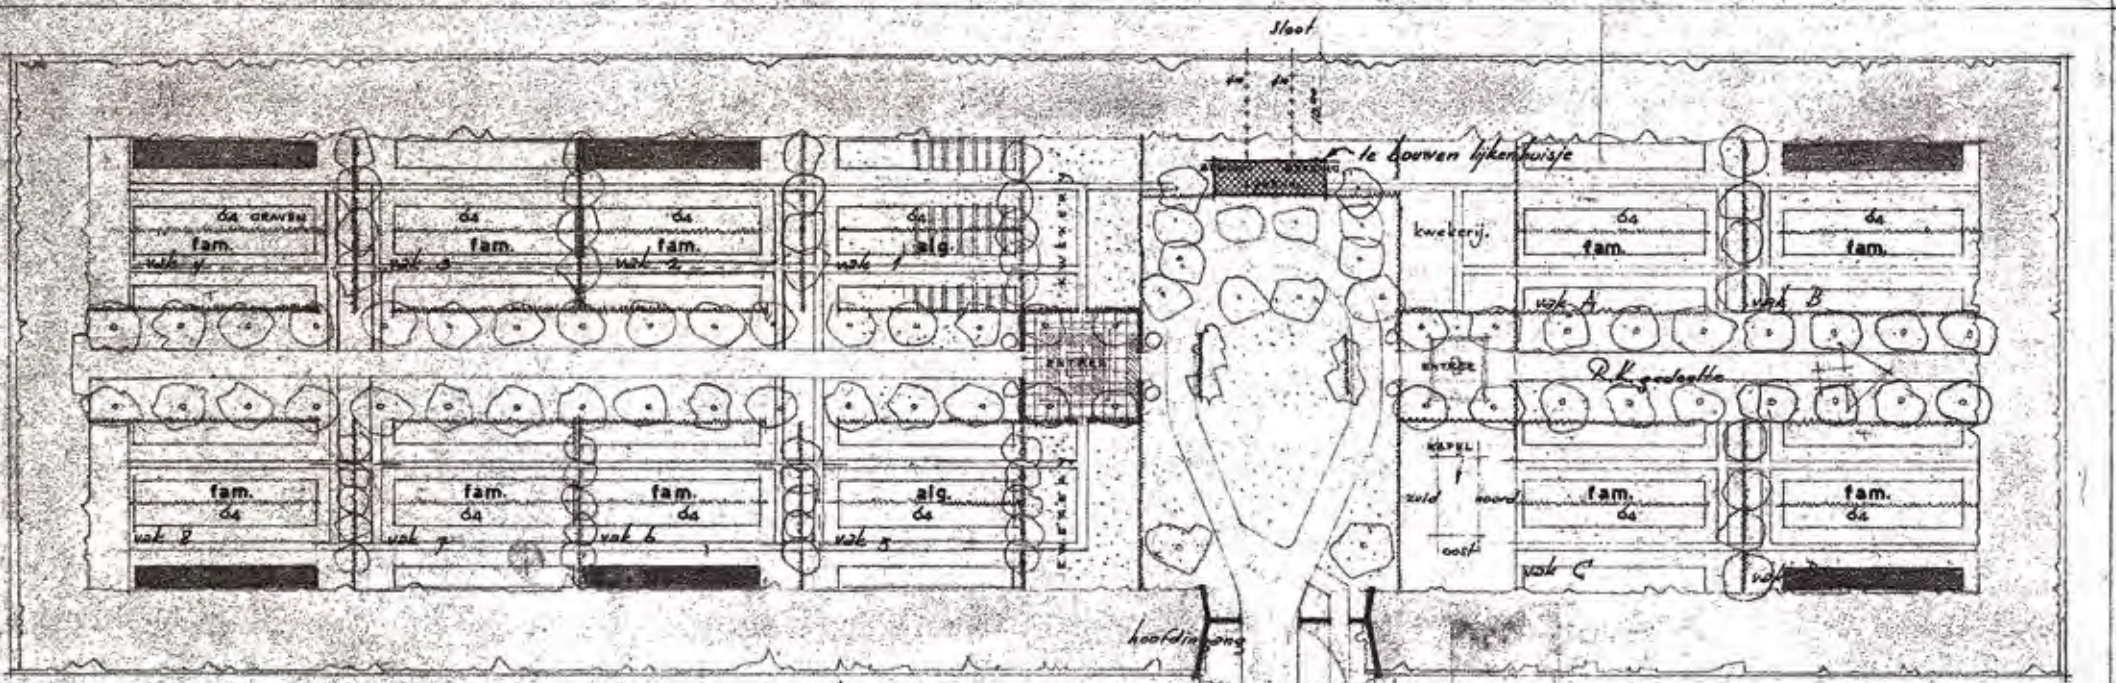 Sloot
te bouwen lijkenhuisje
64 GRAVEN
fam.
vak 4
64
fam.
vak 3
64
fam.
vak 2
64
alg.
vak 1
KWEKERY
kwekerij.
64
fam.
vak A
64
fam.
vak B
ENTREE
ENTREE
R.K. gedeelte
fam.
64
vak 8
fam.
64
vak 7
fam.
64
vak 6
alg.
64
vak 5
KWEKERY
KAPEL
zuid
noord
oost
fam.
64
vak C
fam.
64
vak
hoofdingang